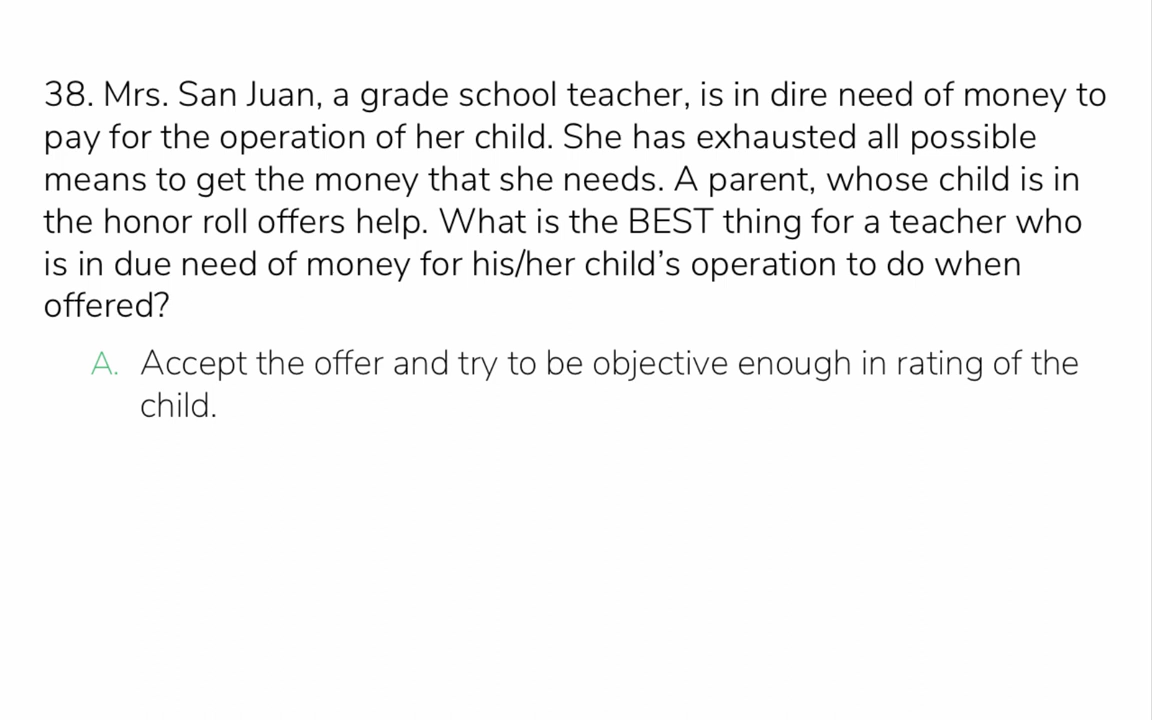 38. Mrs. San Juan, a grade school teacher, is in dire need of money to
pay for the operation of her child. She has exhausted all possible
means to get the money that she needs. A parent, whose child is in
the honor roll offers help. What is the BEST thing for a teacher who
is in due need of money for his/her child’s operation to do when
offered?
A. Accept the offer and try to be objective enough in rating of the
child.